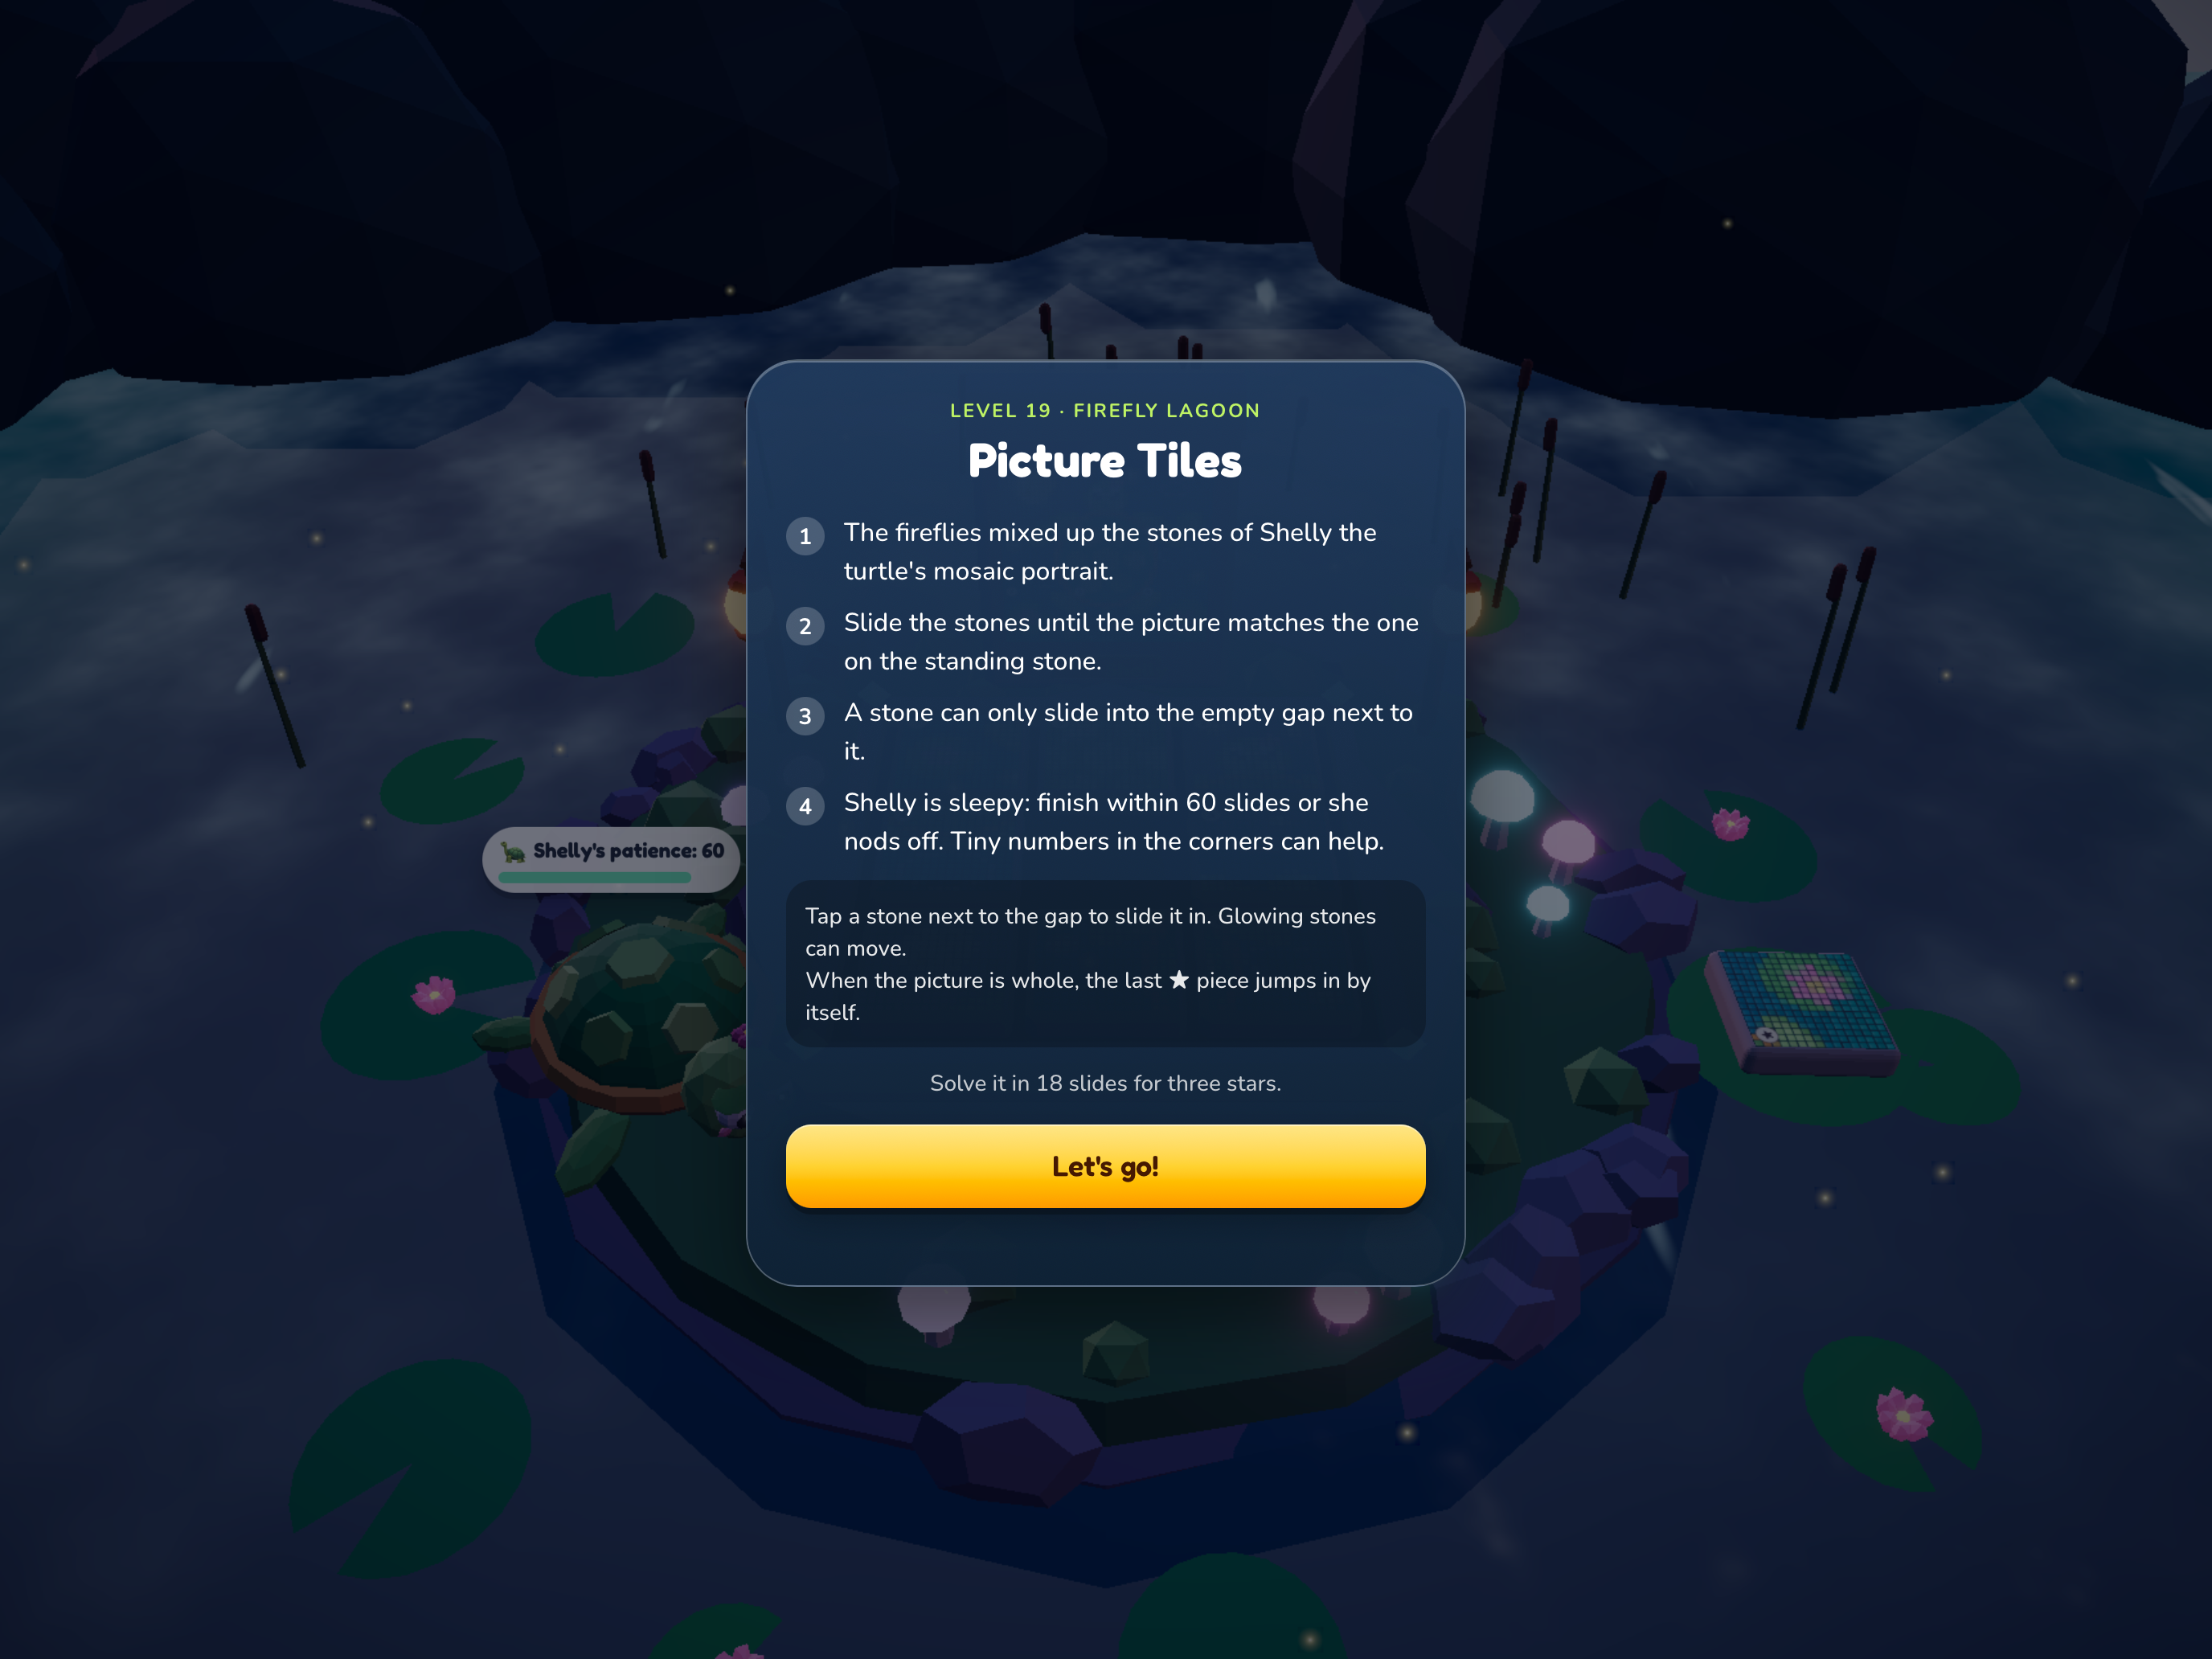 LEVEL 19 · FIREFLY LAGOON
Picture Tiles
1 The fireflies mixed up the stones of Shelly the
turtle's mosaic portrait.
2 Slide the stones until the picture matches the one
on the standing stone.
3 A stone can only slide into the empty gap next to
it.
4 Shelly is sleepy: finish within 60 slides or she
nods off. Tiny numbers in the corners can help.
Shelly's patience: 60
Tap a stone next to the gap to slide it in. Glowing stones
can move.
When the picture is whole, the last ★ piece jumps in by
itself.
Solve it in 18 slides for three stars.
Let's go!